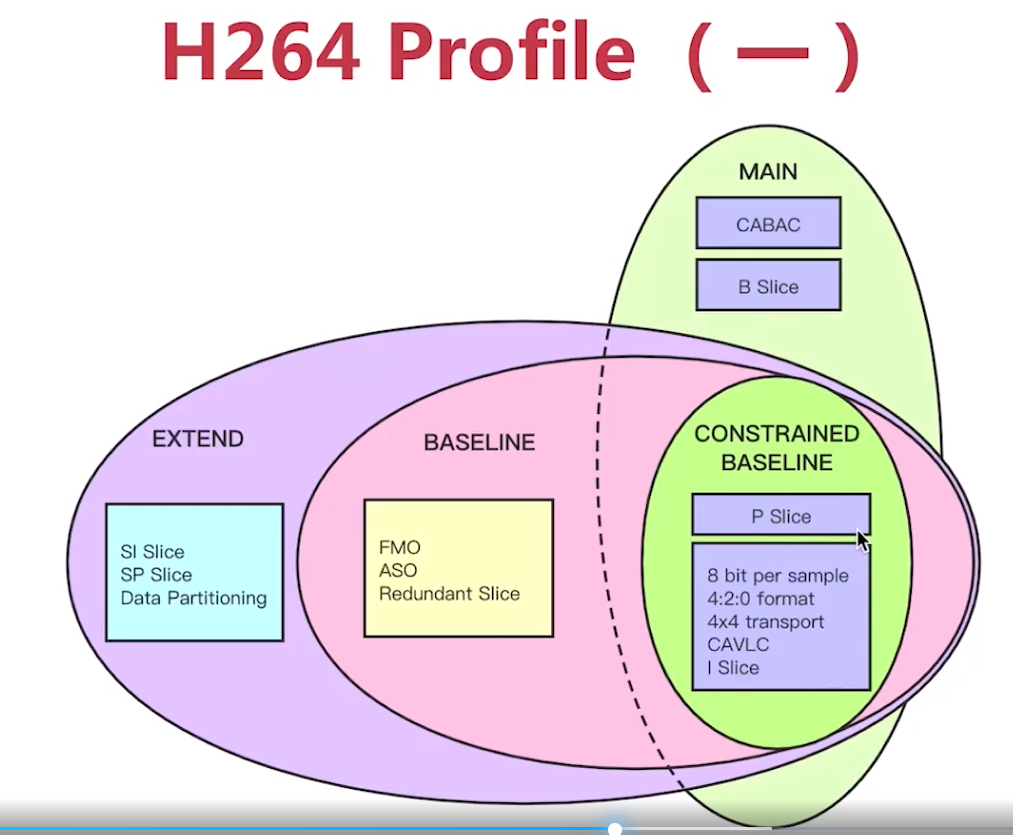 H264 Profile（一）
MAIN
CABAC
B Slice
EXTEND
SI Slice
SP Slice
Data Partitioning
BASELINE
FMO
ASO
Redundant Slice
CONSTRAINED
BASELINE
P Slice
8 bit per sample
4:2:0 format
4x4 transport
CAVLC
I Slice